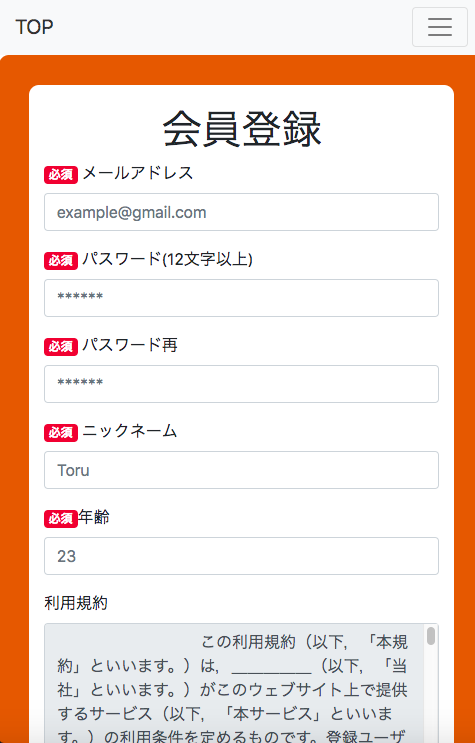 TOP
会員登録
必須 メールアドレス
example@gmail.com
必須 パスワード(12文字以上)
******
必須 パスワード再
******
必須 ニックネーム
Toru
必須年齢
23
利用規約
この利用規約（以下，「本規
約」といいます。）は，__________（以下，「当
社」といいます。）がこのウェブサイト上で提供
するサービス（以下，「本サービス」といいま
す。）の利用条件を定めるものです。登録ユーザ